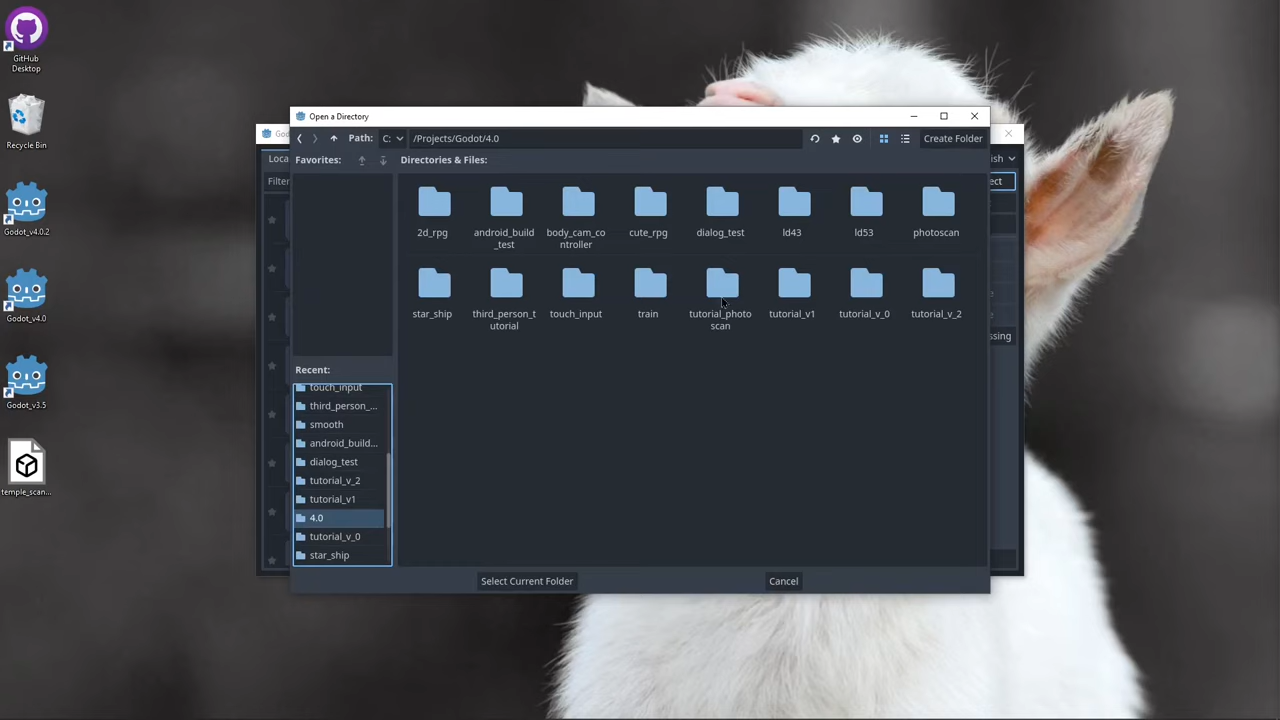 GitHub
Desktop
Recycle Bin
Godot_v4.0.2
Godot_v4.0
Godot_v3.5
temple_scan...
God
Loca
Filter
ish
ect
e
e
ssing
Open a Directory
Path: C: /Projects/Godot/4.0 Create Folder
Favorites: Directories & Files:
2d_rpg
android_build
_test
body_cam_co
ntroller
cute_rpg
dialog_test
ld43
ld53
photoscan
star_ship
third_person_t
utorial
touch_input
train
tutorial_photo
scan
tutorial_v1
tutorial_v_0
tutorial_v_2
Recent:
touch_input
third_person_...
smooth
android_build...
dialog_test
tutorial_v_2
tutorial_v1
4.0
tutorial_v_0
star_ship
Select Current Folder Cancel